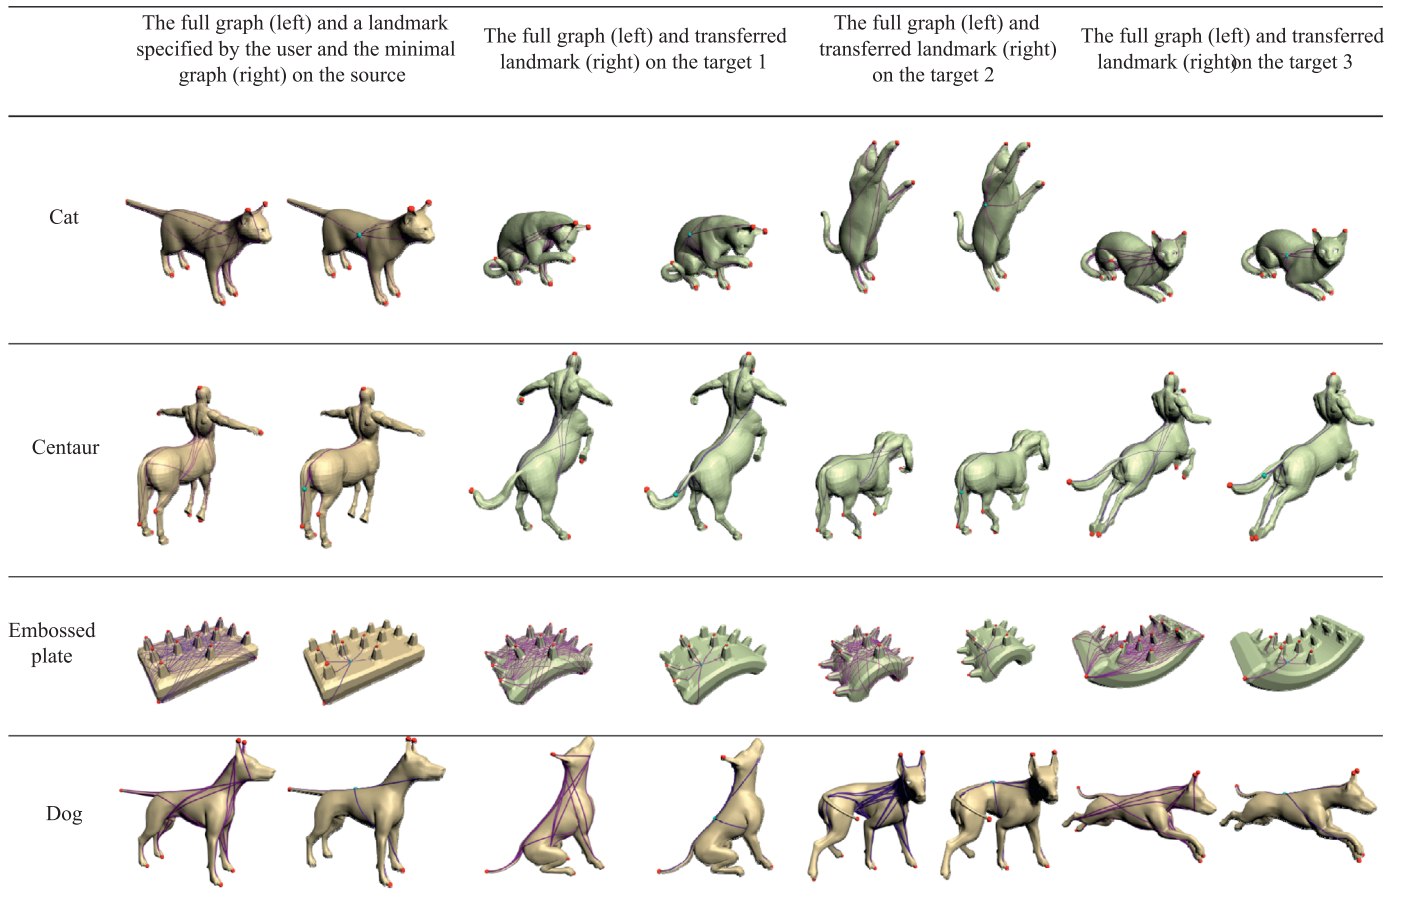 The full graph (left) and a landmark
specified by the user and the minimal
graph (right) on the source
The full graph (left) and transferred
landmark (right) on the target 1
The full graph (left) and
transferred landmark (right)
on the target 2
The full graph (left) and transferred
landmark (right)on the target 3
Cat
Centaur
Embossed
plate
Dog